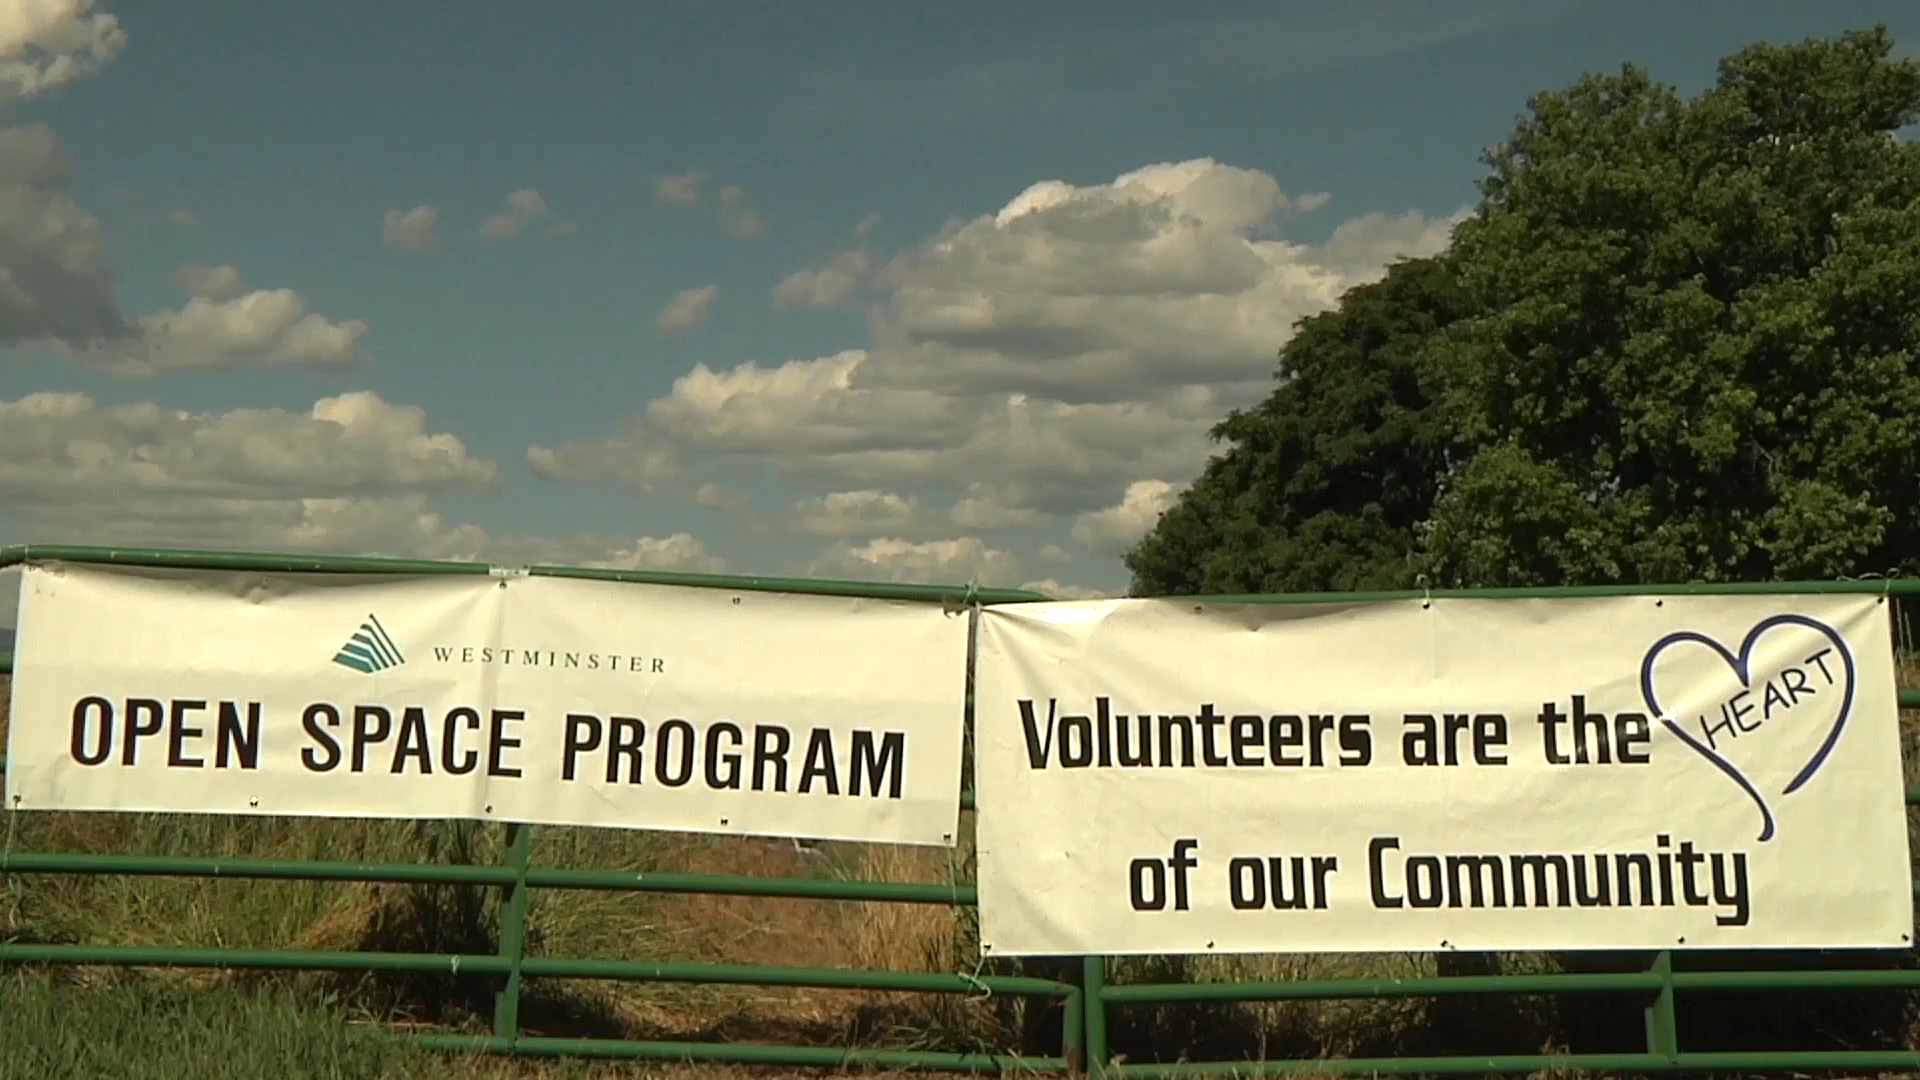 WESTMINSTER
OPEN SPACE PROGRAM
Volunteers are the HEART
of our Community